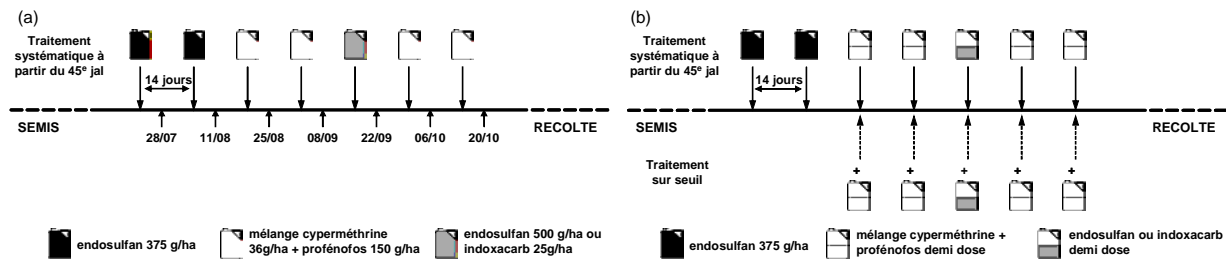 (a)
Traitement
systématique à
partir du 45e jal
14 jours
SEMIS
RECOLTE
28/07
11/08
25/08
08/09
22/09
06/10
20/10
endosulfan 375 g/ha
mélange cyperméthrine
36g/ha + profénofos 150 g/ha
endosulfan 500 g/ha ou
indoxacarb 25g/ha
(b)
Traitement
systématique à
partir du 45e jal
14 jours
SEMIS
RECOLTE
Traitement
sur seuil
+ + + + +
endosulfan 375 g/ha
mélange cyperméthrine +
profénofos demi dose
endosulfan ou indoxacarb
demi dose